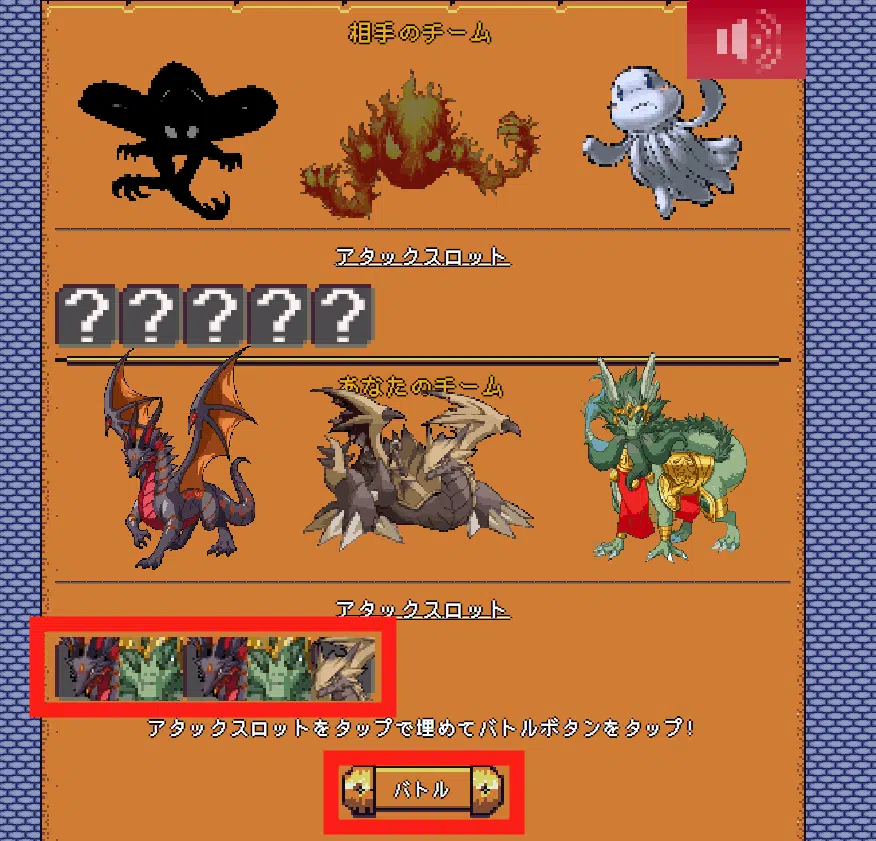 相手のチーム
アタックスロット
? ? ? ? ?
あなたのチーム
アタックスロット
アタックスロットをタップで埋めてバトルボタンをタップ!
バトル